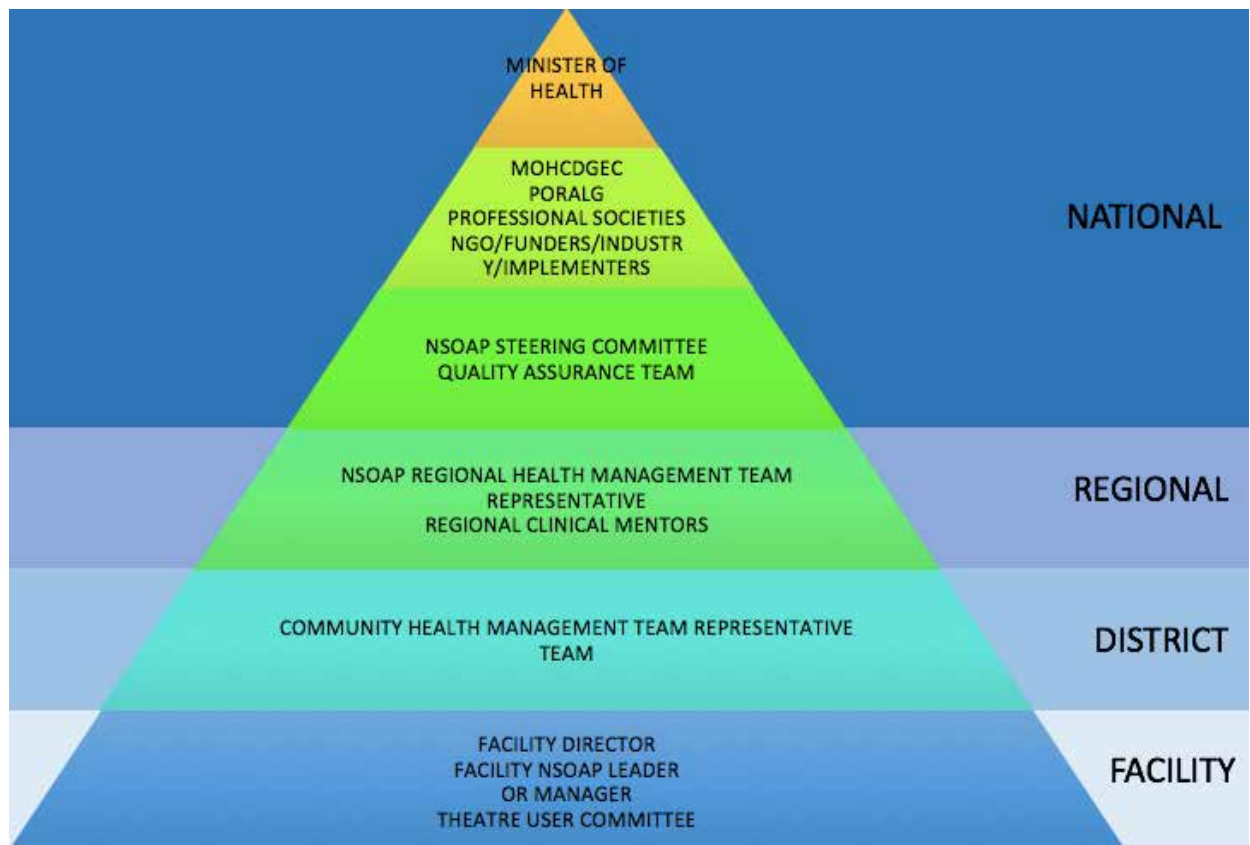 MINISTER OF
HEALTH
MOHCDGEC
PORALG
PROFESSIONAL SOCIETIES
NGO/FUNDERS/INDUSTR
Y/IMPLEMENTERS
NATIONAL
NSOAP STEERING COMMITTEE
QUALITY ASSURANCE TEAM
NSOAP REGIONAL HEALTH MANAGEMENT TEAM
REPRESENTATIVE
REGIONAL CLINICAL MENTORS
REGIONAL
COMMUNITY HEALTH MANAGEMENT TEAM REPRESENTATIVE
TEAM
DISTRICT
FACILITY DIRECTOR
FACILITY NSOAP LEADER
OR MANAGER
THEATRE USER COMMITTEE
FACILITY